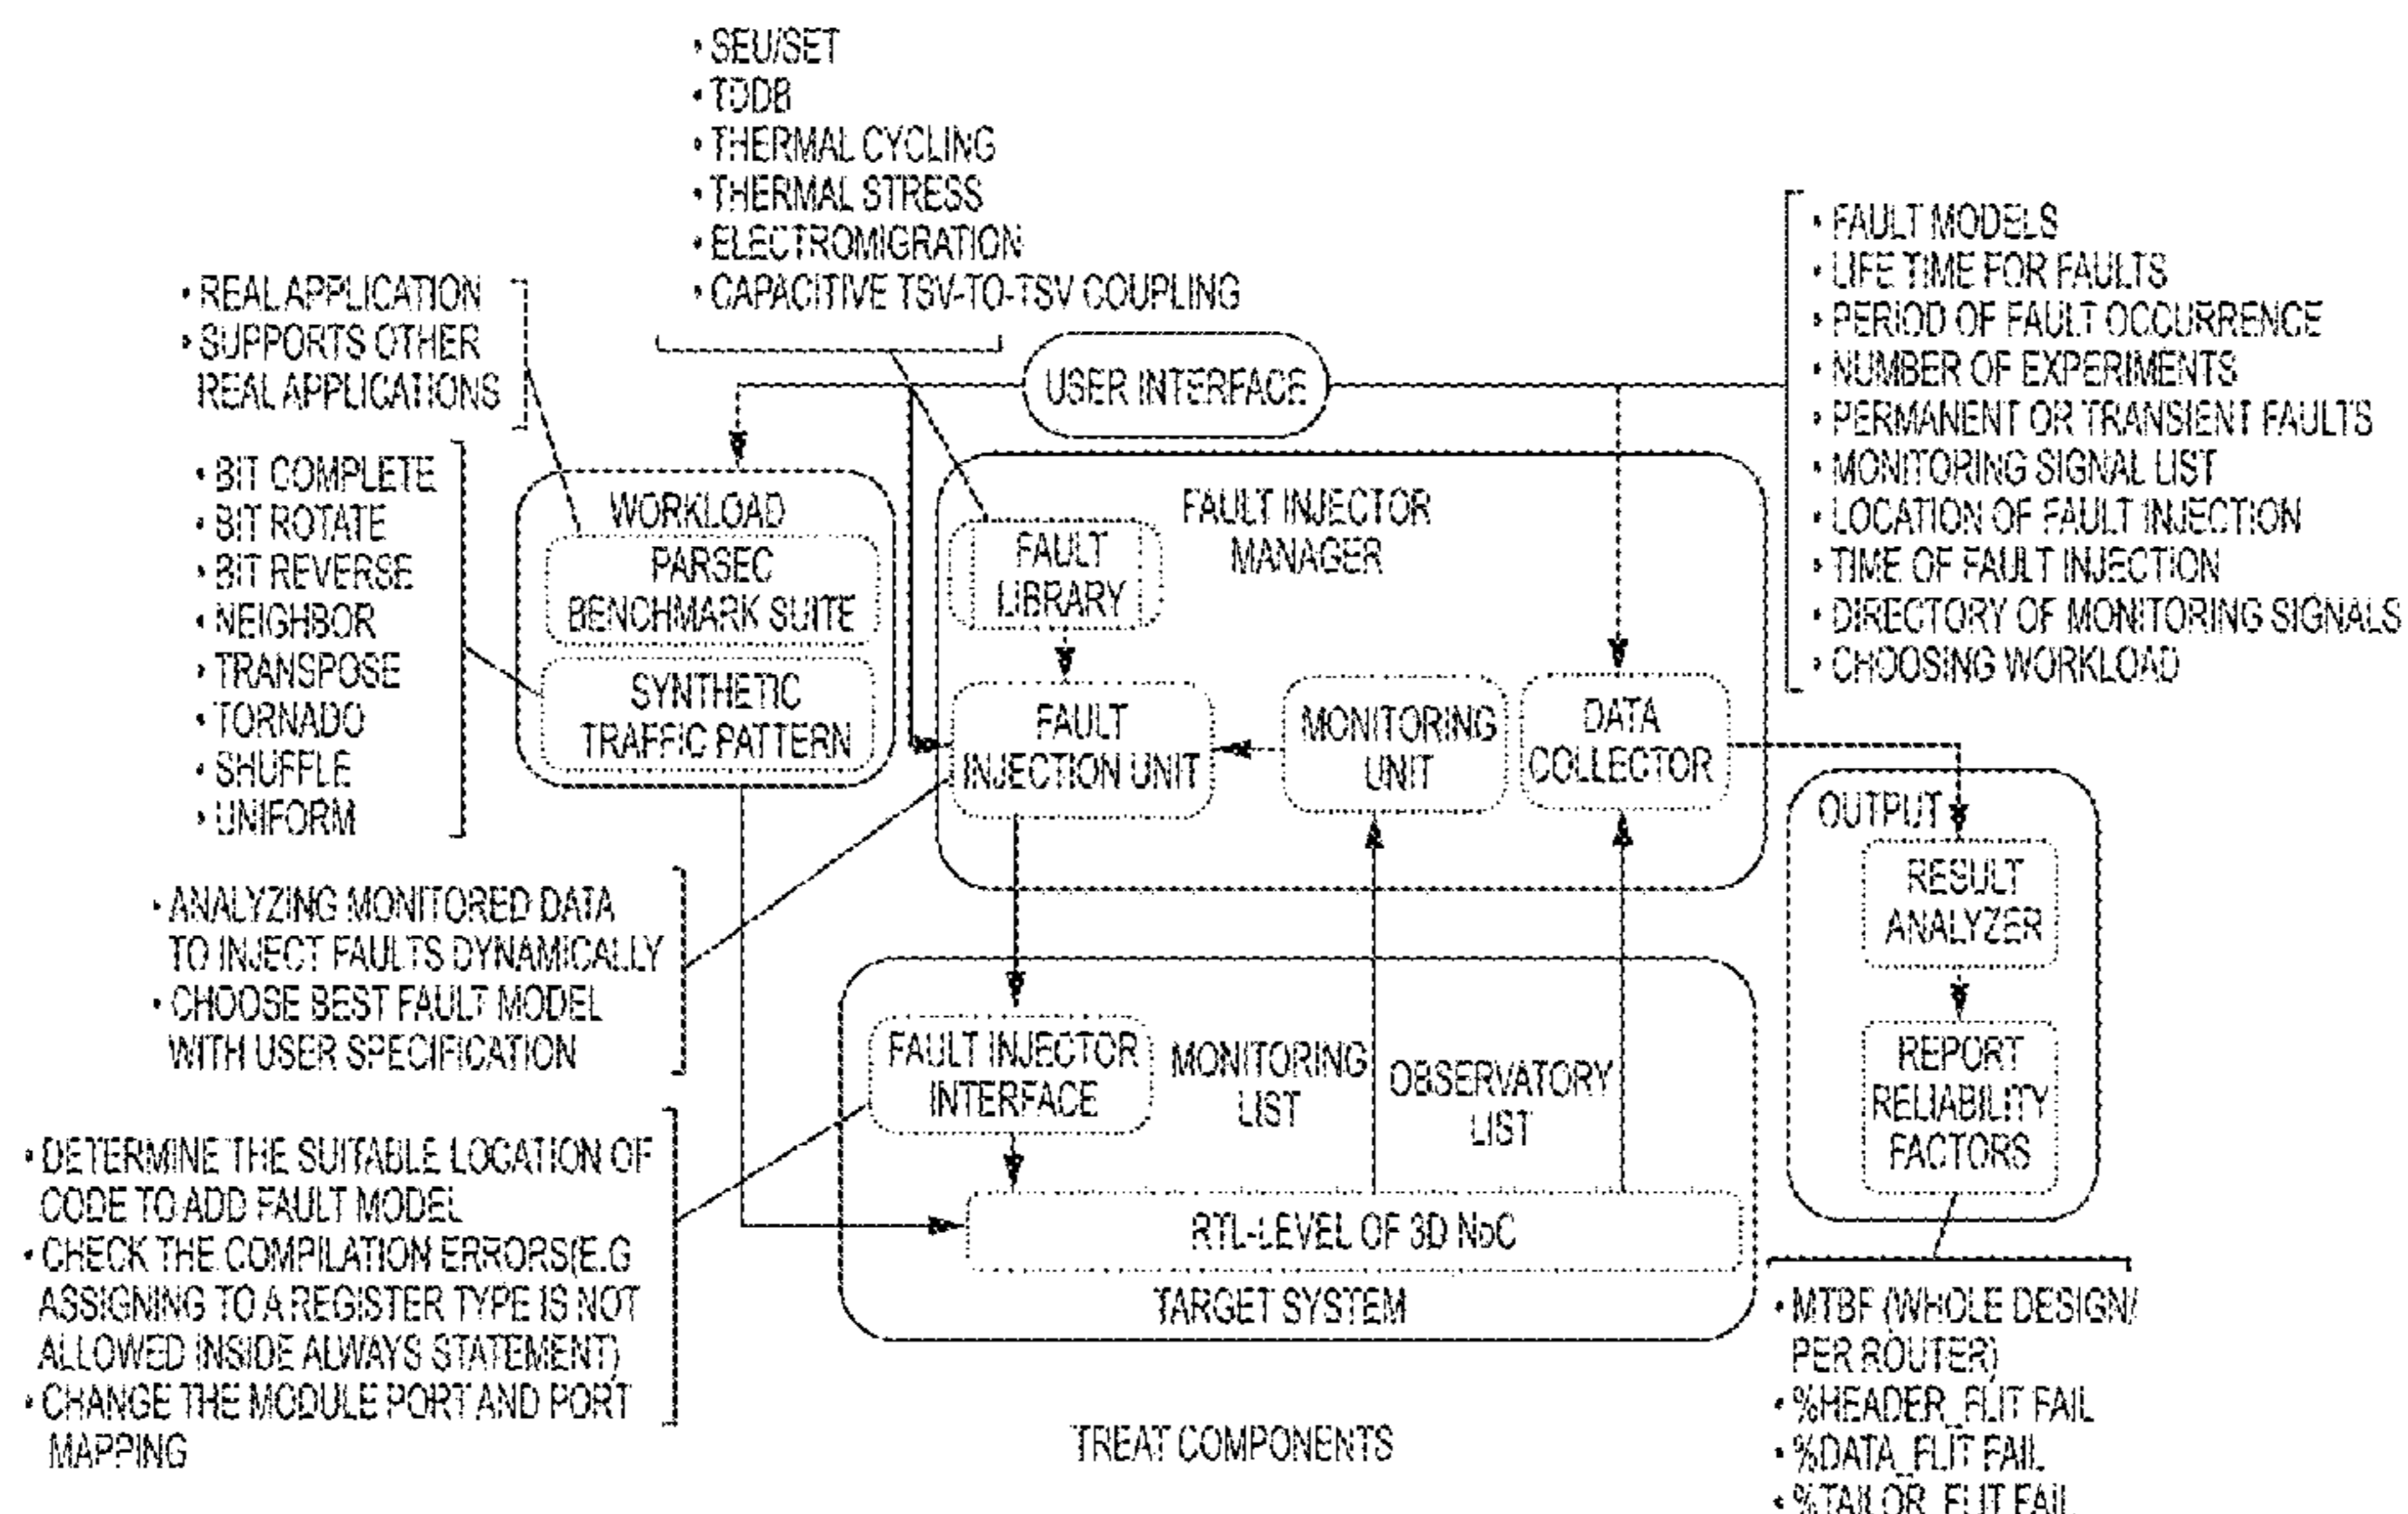 • SEU/SET
• TDDB
• THERMAL CYCLING
• THERMAL STRESS
• ELECTROMIGRATION
• CAPACITIVE TSV-TO-TSV COUPLING
• REAL APPLICATION
• SUPPORTS OTHER
REAL APPLICATIONS
• BIT COMPLETE
• BIT ROTATE
• BIT REVERSE
• NEIGHBOR
• TRANSPOSE
• TORNADO
• SHUFFLE
• UNIFORM
USER INTERFACE
• FAULT MODELS
• LIFE TIME FOR FAULTS
• PERIOD OF FAULT OCCURRENCE
• NUMBER OF EXPERIMENTS
• PERMANENT OR TRANSIENT FAULTS
• MONITORING SIGNAL LIST
• LOCATION OF FAULT INJECTION
• TIME OF FAULT INJECTION
• DIRECTORY OF MONITORING SIGNALS
• CHOOSING WORKLOAD
WORKLOAD
PARSEC
BENCHMARK SUITE
SYNTHETIC
TRAFFIC PATTERN
FAULT INJECTOR
MANAGER
FAULT
LIBRARY
FAULT
INJECTION UNIT
MONITORING
UNIT
DATA
COLLECTOR
OUTPUT
RESULT
ANALYZER
REPORT
RELIABILITY
FACTORS
• ANALYZING MONITORED DATA
TO INJECT FAULTS DYNAMICALLY
• CHOOSE BEST FAULT MODEL
WITH USER SPECIFICATION
FAULT INJECTOR
INTERFACE
MONITORING
LIST
OBSERVATORY
LIST
RTL-LEVEL OF 3D NoC
TARGET SYSTEM
• DETERMINE THE SUITABLE LOCATION OF
CODE TO ADD FAULT MODEL
• CHECK THE COMPILATION ERRORS(E.G
ASSIGNING TO A REGISTER TYPE IS NOT
ALLOWED INSIDE ALWAYS STATEMENT)
• CHANGE THE MODULE PORT AND PORT
MAPPING
• MTBF (WHOLE DESIGN/
PER ROUTER)
• %HEADER_FLIT FAIL
• %DATA_FLIT FAIL
• %TAILOR_FLIT FAIL
TREAT COMPONENTS